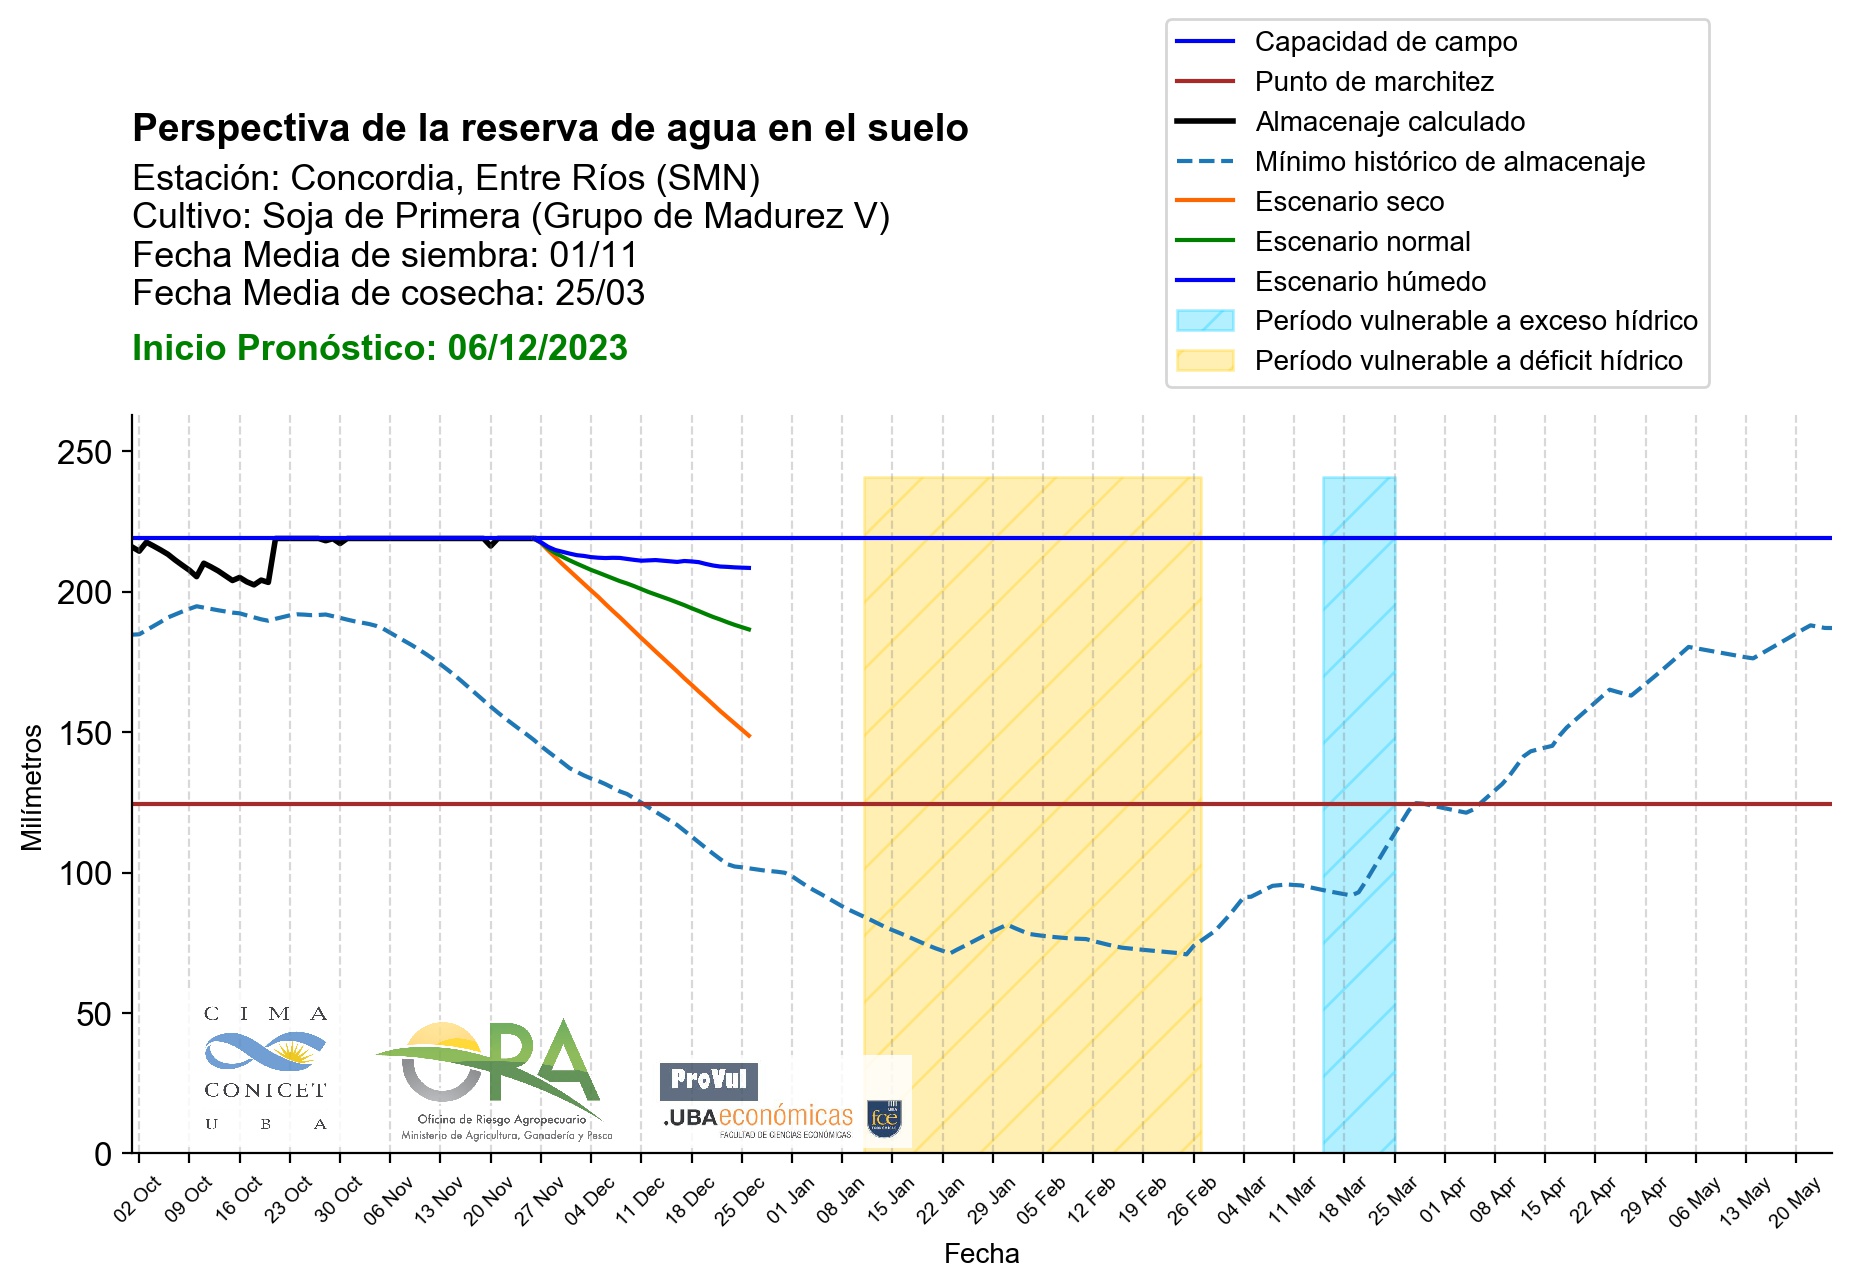 Capacidad de campo
Punto de marchitez
Almacenaje calculado
Mínimo histórico de almacenaje
Escenario seco
Escenario normal
Escenario húmedo
Período vulnerable a exceso hídrico
Período vulnerable a déficit hídrico
Perspectiva de la reserva de agua en el suelo
Estación: Concordia, Entre Ríos (SMN)
Cultivo: Soja de Primera (Grupo de Madurez V)
Fecha Media de siembra: 01/11
Fecha Media de cosecha: 25/03
Inicio Pronóstico: 06/12/2023
Milímetros
250
200
150
100
50
0
CIMA
CONICET
UBA
ORA
Oficina de Riesgo Agropecuario
Ministerio de Agricultura, Ganadería y Pesca
ProVul
.UBAeconómicas
FACULTAD DE CIENCIAS ECONÓMICAS
UBA
fce
ECONÓMICAS
02 Oct
09 Oct
16 Oct
23 Oct
30 Oct
06 Nov
13 Nov
20 Nov
27 Nov
04 Dec
11 Dec
18 Dec
25 Dec
01 Jan
08 Jan
15 Jan
22 Jan
29 Jan
05 Feb
12 Feb
19 Feb
26 Feb
04 Mar
11 Mar
18 Mar
25 Mar
01 Apr
08 Apr
15 Apr
22 Apr
29 Apr
06 May
13 May
20 May
Fecha